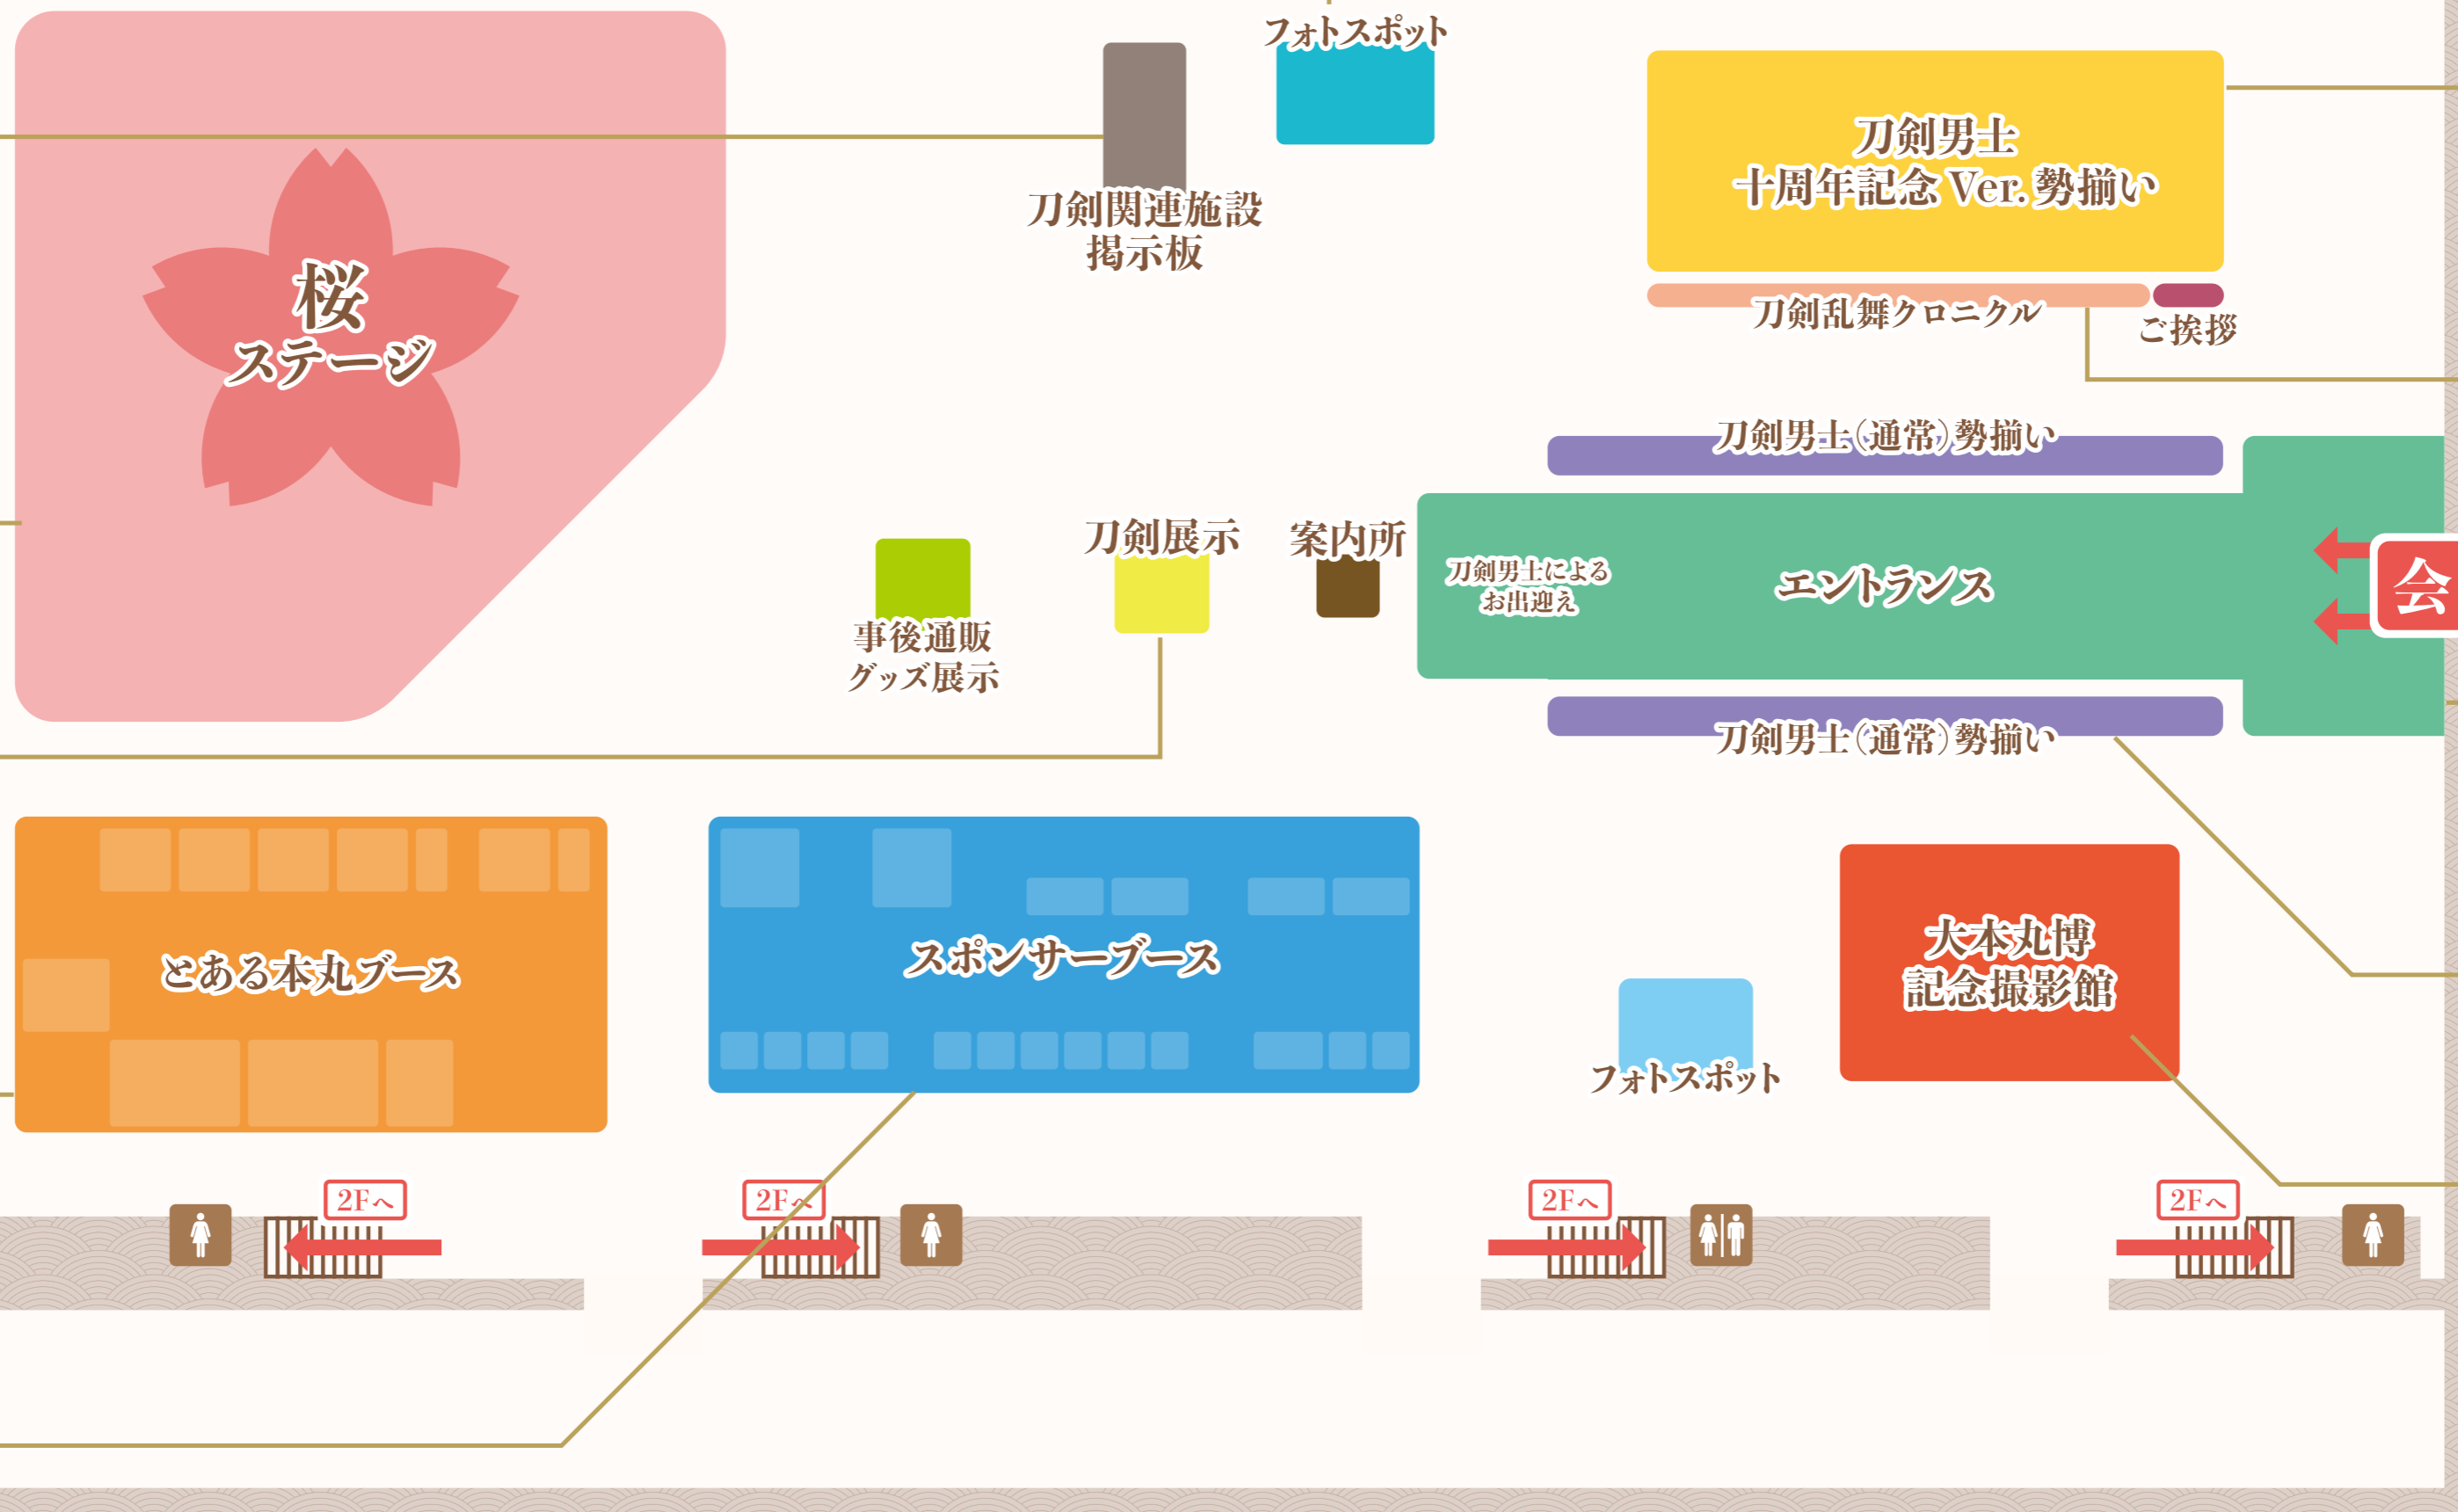 フォトスポット
刀剣男士
十周年記念 Ver. 勢揃い
刀剣関連施設
掲示板
桜
ステージ
刀剣乱舞クロニクル
ご挨拶
刀剣男士(通常)勢揃い
刀剣展示
案内所
刀剣男士による
お出迎え
エントランス
会
事後通販
グッズ展示
刀剣男士(通常)勢揃い
とある本丸ブース
スポンサーブース
大本丸博
記念撮影館
フォトスポット
2Fへ
2Fへ
2Fへ
2Fへ